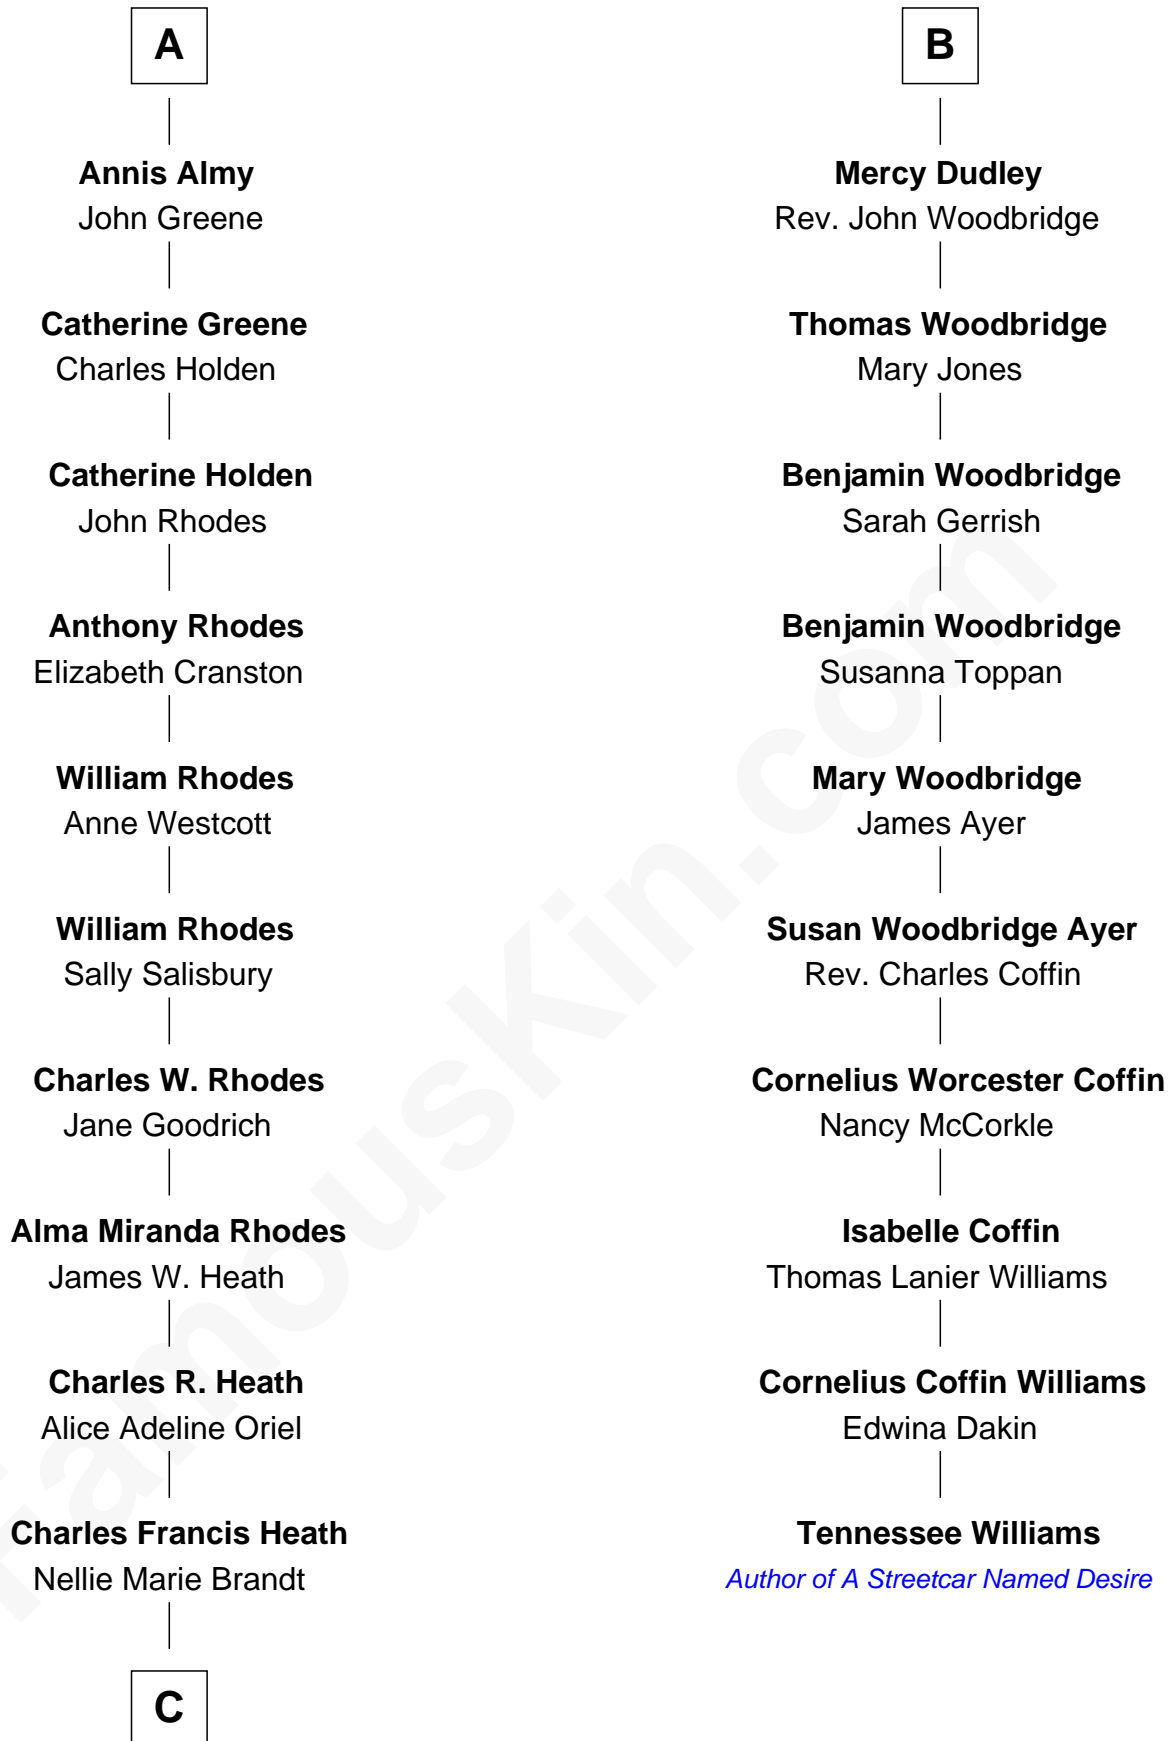 A
Annis Almy
John Greene
Catherine Greene
Charles Holden
Catherine Holden
John Rhodes
Anthony Rhodes
Elizabeth Cranston
William Rhodes
Anne Westcott
William Rhodes
Sally Salisbury
Charles W. Rhodes
Jane Goodrich
Alma Miranda Rhodes
James W. Heath
Charles R. Heath
Alice Adeline Oriel
Charles Francis Heath
Nellie Marie Brandt
C
B
Mercy Dudley
Rev. John Woodbridge
Thomas Woodbridge
Mary Jones
Benjamin Woodbridge
Sarah Gerrish
Benjamin Woodbridge
Susanna Toppan
Mary Woodbridge
James Ayer
Susan Woodbridge Ayer
Rev. Charles Coffin
Cornelius Worcester Coffin
Nancy McCorkle
Isabelle Coffin
Thomas Lanier Williams
Cornelius Coffin Williams
Edwina Dakin
Tennessee Williams
Author of A Streetcar Named Desire
FamousKin.com